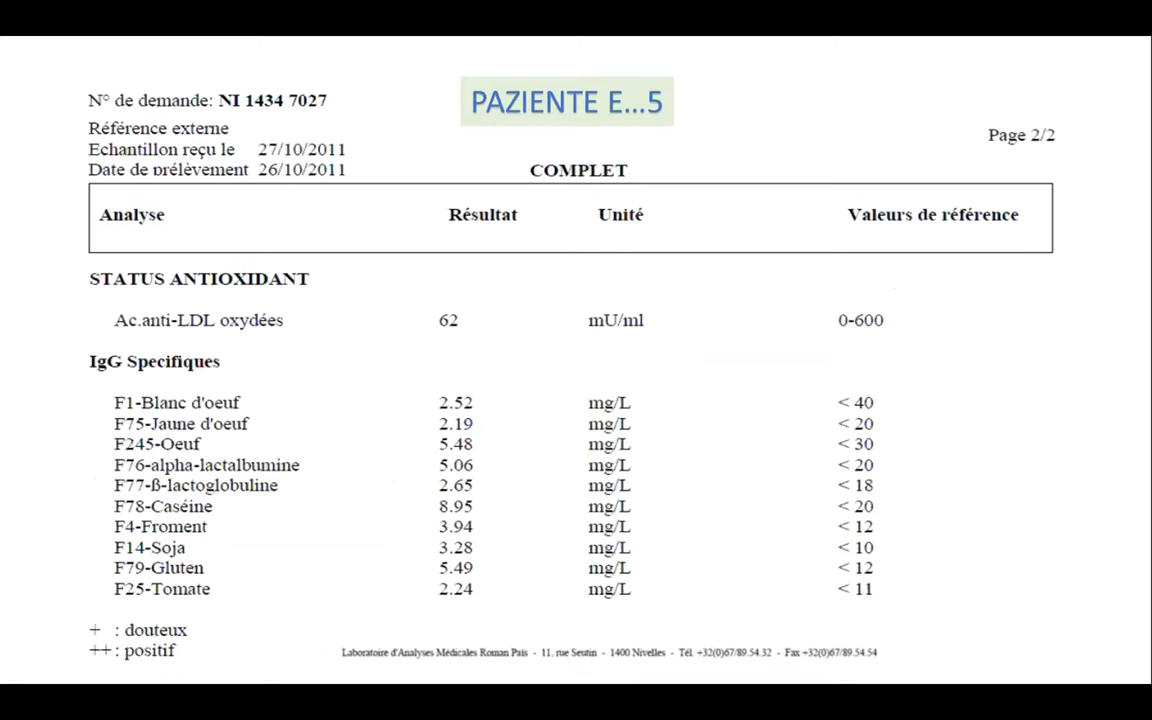 PAZIENTE E...5
N° de demande: NI 1434 7027
Référence externe
Echantillon reçu le 27/10/2011
Page 2/2
Date de prélèvement 26/10/2011
COMPLET
Analyse Résultat Unité Valeurs de référence
STATUS ANTIOXIDANT
Ac.anti-LDL oxydées 62 mU/ml 0-600
IgG Specifiques
F1-Blanc d'oeuf 2.52 mg/L < 40
F75-Jaune d'oeuf 2.19 mg/L < 20
F245-Oeuf 5.48 mg/L < 30
F76-alpha-lactalbumine 5.06 mg/L < 20
F77-ß-lactoglobuline 2.65 mg/L < 18
F78-Caséine 8.95 mg/L < 20
F4-Froment 3.94 mg/L < 12
F14-Soja 3.28 mg/L < 10
F79-Gluten 5.49 mg/L < 12
F25-Tomate 2.24 mg/L < 11
+ : douteux
++ : positif
Laboratoire d'Analyses Médicales Roman Païs - 11, rue Seutin - 1400 Nivelles - Tél. +32(0)67/89.54.32 - Fax +32(0)67/89.54.54